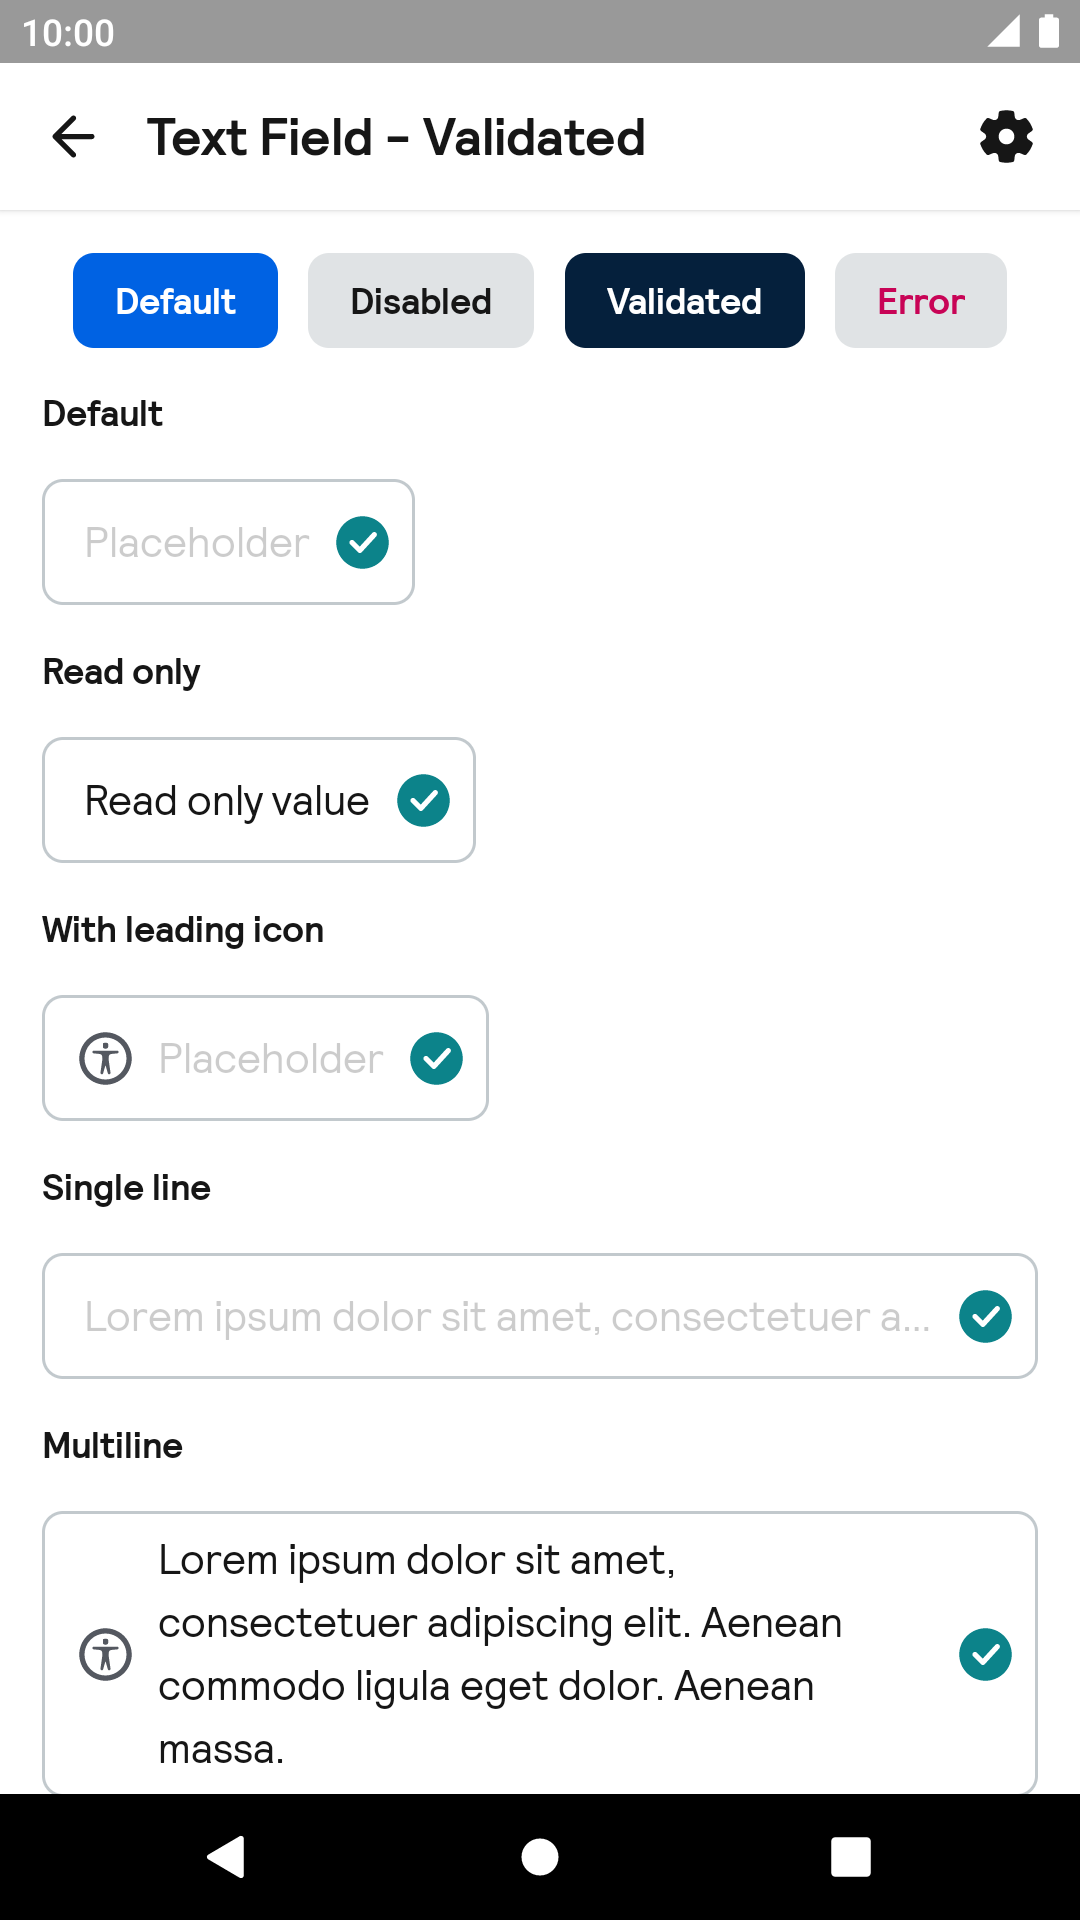 10:00
Text Field - Validated
Default Disabled Validated Error
Default
Placeholder
Read only
Read only value
With leading icon
Placeholder
Single line
Lorem ipsum dolor sit amet, consectetuer a...
Multiline
Lorem ipsum dolor sit amet,
consectetuer adipiscing elit. Aenean
commodo ligula eget dolor. Aenean
massa.